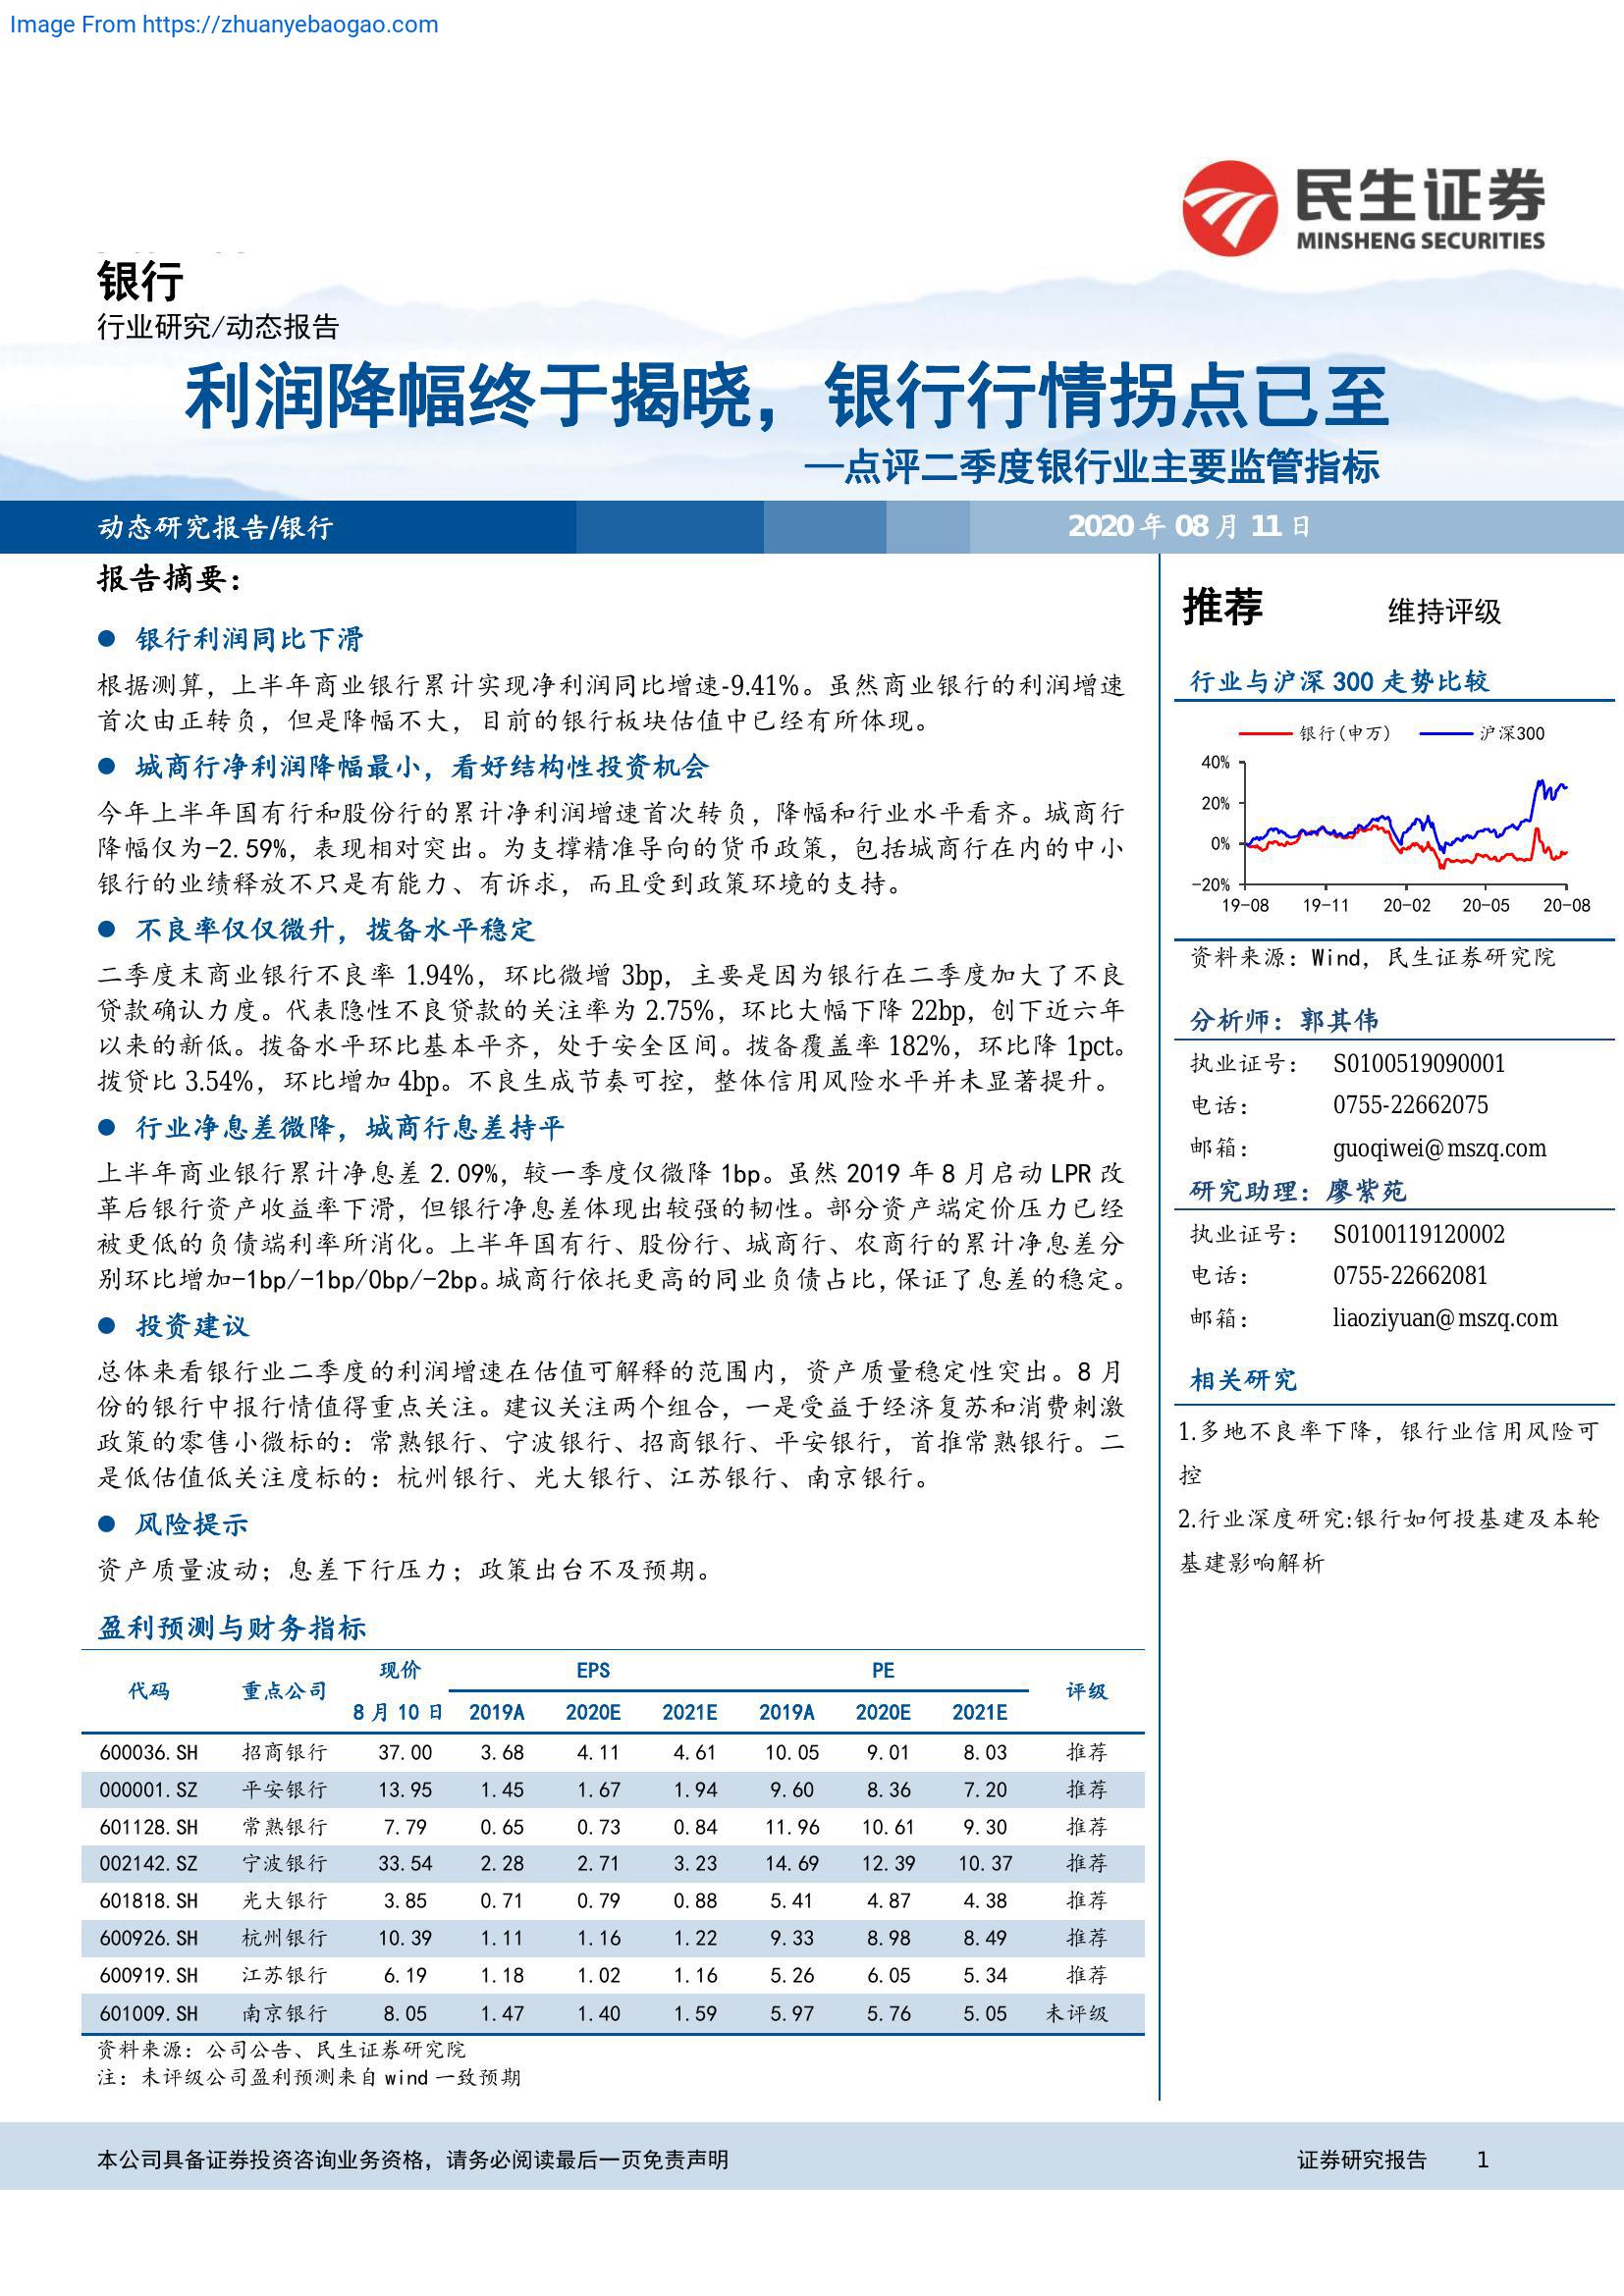 Image From https://zhuanyebaogao.com
民生证券
MINSHENG SECURITIES
银行
行业研究/动态报告
利润降幅终于揭晓，银行行情拐点已至
—点评二季度银行业主要监管指标
动态研究报告/银行
2020 年 08 月 11 日
报告摘要：
● 银行利润同比下滑
根据测算，上半年商业银行累计实现净利润同比增速-9.41%。虽然商业银行的利润增速
首次由正转负，但是降幅不大，目前的银行板块估值中已经有所体现。
● 城商行净利润降幅最小，看好结构性投资机会
今年上半年国有行和股份行的累计净利润增速首次转负，降幅和行业水平看齐。城商行
降幅仅为-2.59%，表现相对突出。为支撑精准导向的货币政策，包括城商行在内的中小
银行的业绩释放不只是有能力、有诉求，而且受到政策环境的支持。
● 不良率仅仅微升，拨备水平稳定
二季度末商业银行不良率 1.94%，环比微增 3bp，主要是因为银行在二季度加大了不良
贷款确认力度。代表隐性不良贷款的关注率为 2.75%，环比大幅下降 22bp，创下近六年
以来的新低。拨备水平环比基本平齐，处于安全区间。拨备覆盖率 182%，环比降 1pct。
拨贷比 3.54%，环比增加 4bp。不良生成节奏可控，整体信用风险水平并未显著提升。
● 行业净息差微降，城商行息差持平
上半年商业银行累计净息差 2.09%，较一季度仅微降 1bp。虽然 2019 年 8 月启动 LPR 改
革后银行资产收益率下滑，但银行净息差体现出较强的韧性。部分资产端定价压力已经
被更低的负债端利率所消化。上半年国有行、股份行、城商行、农商行的累计净息差分
别环比增加-1bp/-1bp/0bp/-2bp。城商行依托更高的同业负债占比，保证了息差的稳定。
● 投资建议
总体来看银行业二季度的利润增速在估值可解释的范围内，资产质量稳定性突出。8 月
份的银行中报行情值得重点关注。建议关注两个组合，一是受益于经济复苏和消费刺激
政策的零售小微标的：常熟银行、宁波银行、招商银行、平安银行，首推常熟银行。二
是低估值低关注度标的：杭州银行、光大银行、江苏银行、南京银行。
● 风险提示
资产质量波动；息差下行压力；政策出台不及预期。
盈利预测与财务指标
代码 重点公司 现价 EPS PE 评级
8 月 10 日 2019A 2020E 2021E 2019A 2020E 2021E
600036.SH 招商银行 37.00 3.68 4.11 4.61 10.05 9.01 8.03 推荐
000001.SZ 平安银行 13.95 1.45 1.67 1.94 9.60 8.36 7.20 推荐
601128.SH 常熟银行 7.79 0.65 0.73 0.84 11.96 10.61 9.30 推荐
002142.SZ 宁波银行 33.54 2.28 2.71 3.23 14.69 12.39 10.37 推荐
601818.SH 光大银行 3.85 0.71 0.79 0.88 5.41 4.87 4.38 推荐
600926.SH 杭州银行 10.39 1.11 1.16 1.22 9.33 8.98 8.49 推荐
600919.SH 江苏银行 6.19 1.18 1.02 1.16 5.26 6.05 5.34 推荐
601009.SH 南京银行 8.05 1.47 1.40 1.59 5.97 5.76 5.05 未评级
资料来源：公司公告、民生证券研究院
注：未评级公司盈利预测来自 wind 一致预期
推荐 维持评级
行业与沪深 300 走势比较
银行(申万) 沪深300
40%
20%
0%
-20%
19-08 19-11 20-02 20-05 20-08
资料来源：Wind，民生证券研究院
分析师：郭其伟
执业证号： S0100519090001
电话： 0755-22662075
邮箱： guoqiwei@mszq.com
研究助理：廖紫苑
执业证号： S0100119120002
电话： 0755-22662081
邮箱： liaoziyuan@mszq.com
相关研究
1.多地不良率下降，银行业信用风险可
控
2.行业深度研究:银行如何投基建及本轮
基建影响解析
本公司具备证券投资咨询业务资格，请务必阅读最后一页免责声明
证券研究报告 1